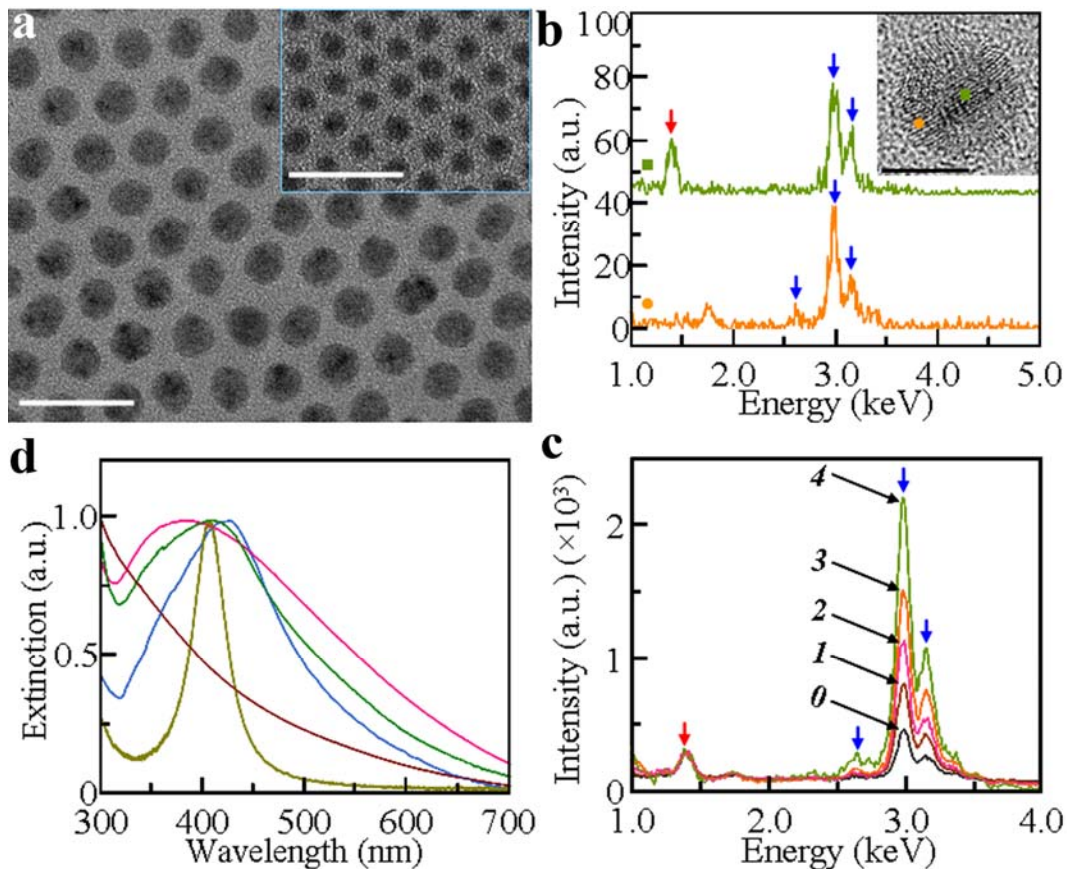 a
b
100
80
60
40
20
0
Intensity (a.u.)
1.0 2.0 3.0 4.0 5.0
Energy (keV)
d
1.0
0.5
0
Extinction (a.u.)
300 400 500 600 700
Wavelength (nm)
c
2
1
0
Intensity (a.u.) (×10³)
4
3
2
1
0
1.0 2.0 3.0 4.0
Energy (keV)